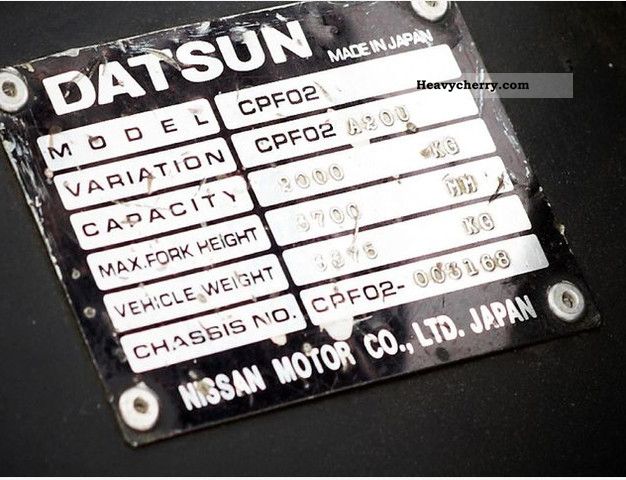 DATSUN MADE IN JAPAN
Heavycherry.com
MODEL CPF02
VARIATION CPF02 A20U
CAPACITY 2000 KG
MAX.FORK HEIGHT 3700 MM
VEHICLE WEIGHT KG
CHASSIS NO. CPF02-003168
NISSAN MOTOR CO., LTD. JAPAN